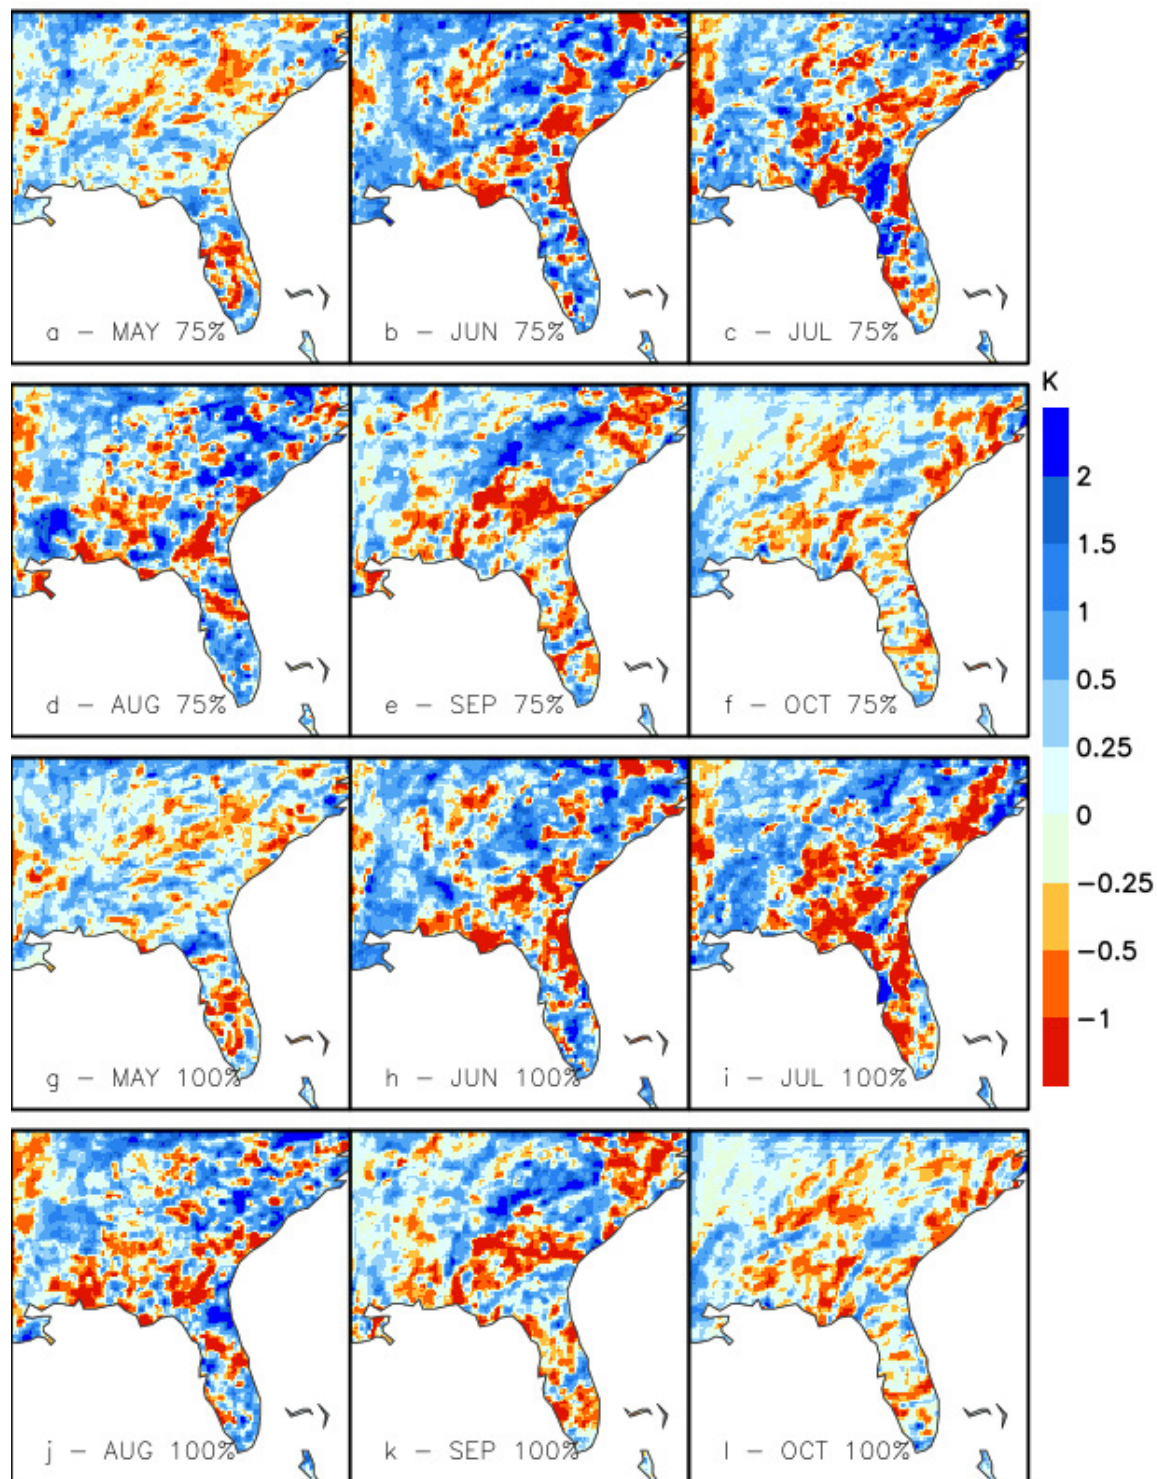 a – MAY 75%
b – JUN 75%
c – JUL 75%
K
2
1.5
1
0.5
0.25
0
−0.25
−0.5
−1
d – AUG 75%
e – SEP 75%
f – OCT 75%
g – MAY 100%
h – JUN 100%
i – JUL 100%
j – AUG 100%
k – SEP 100%
l – OCT 100%